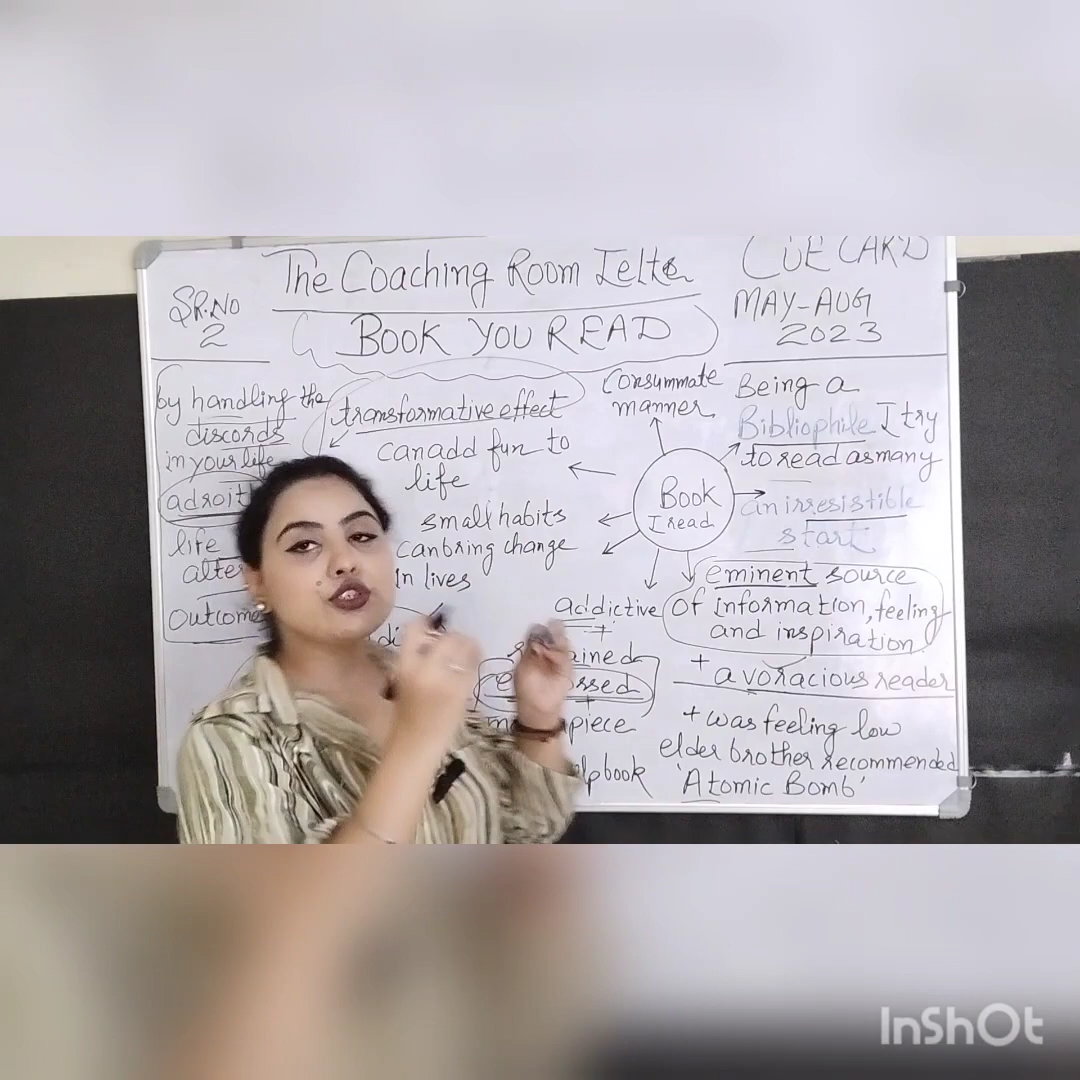 The Coaching Room Ielts
CUE CARD
SR.NO
2
BOOK YOU READ
MAY-AUG
2023
by handling the
discords
in your life
adroit
life
alter
outcome
transformative effect
can add fun to
life
small habits
can bring change
in lives
Consummate
manner
Book
I read
addictive
+
+
piece
book
Being a
Bibliophile I try
to read as many
an irresistible
start
eminent source
of information, feeling
and inspiration
+ a voracious reader
+ was feeling low
elder brother recommended
'Atomic Bomb'
InShOt